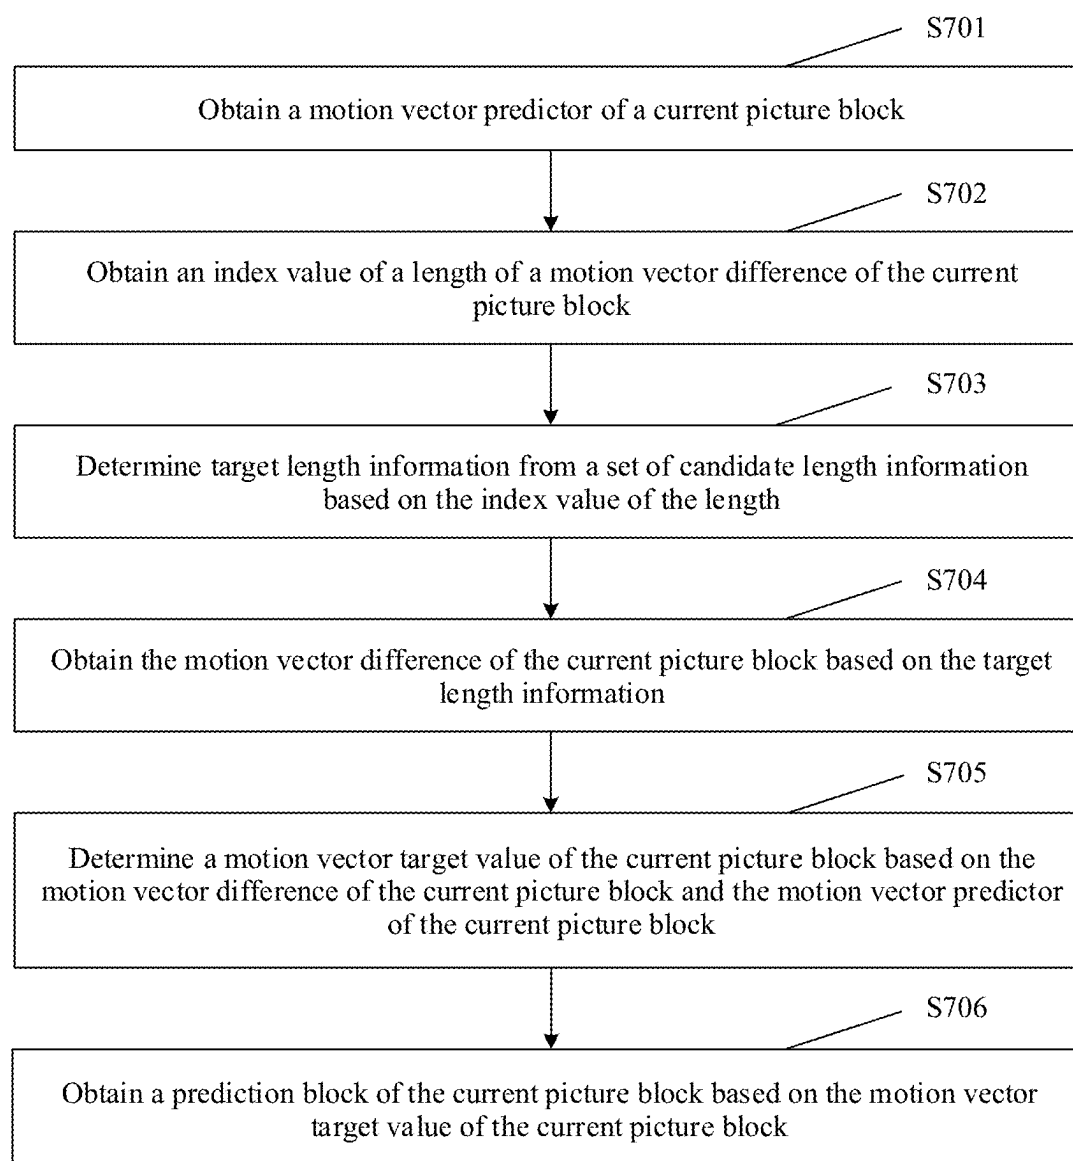 S701
Obtain a motion vector predictor of a current picture block
S702
Obtain an index value of a length of a motion vector difference of the current
picture block
S703
Determine target length information from a set of candidate length information
based on the index value of the length
S704
Obtain the motion vector difference of the current picture block based on the target
length information
S705
Determine a motion vector target value of the current picture block based on the
motion vector difference of the current picture block and the motion vector predictor
of the current picture block
S706
Obtain a prediction block of the current picture block based on the motion vector
target value of the current picture block